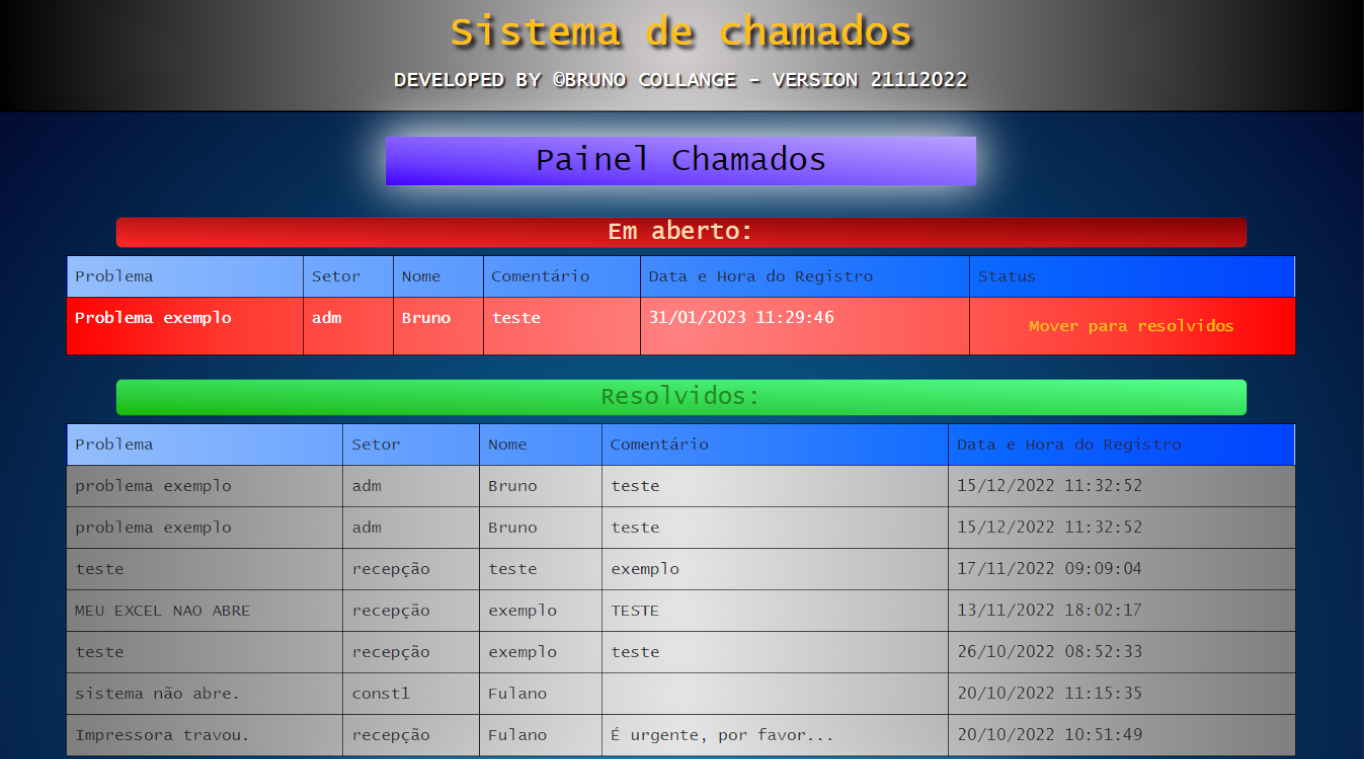 Sistema de chamados
DEVELOPED BY ©BRUNO COLLANGE - VERSION 21112022
Painel Chamados
Em aberto:
Problema Setor Nome Comentário Data e Hora do Registro Status
Problema exemplo adm Bruno teste 31/01/2023 11:29:46 Mover para resolvidos
Resolvidos:
Problema Setor Nome Comentário Data e Hora do Registro
problema exemplo adm Bruno teste 15/12/2022 11:32:52
problema exemplo adm Bruno teste 15/12/2022 11:32:52
teste recepção teste exemplo 17/11/2022 09:09:04
MEU EXCEL NAO ABRE recepção exemplo TESTE 13/11/2022 18:02:17
teste recepção exemplo teste 26/10/2022 08:52:33
sistema não abre. const1 Fulano 20/10/2022 11:15:35
Impressora travou. recepção Fulano É urgente, por favor... 20/10/2022 10:51:49